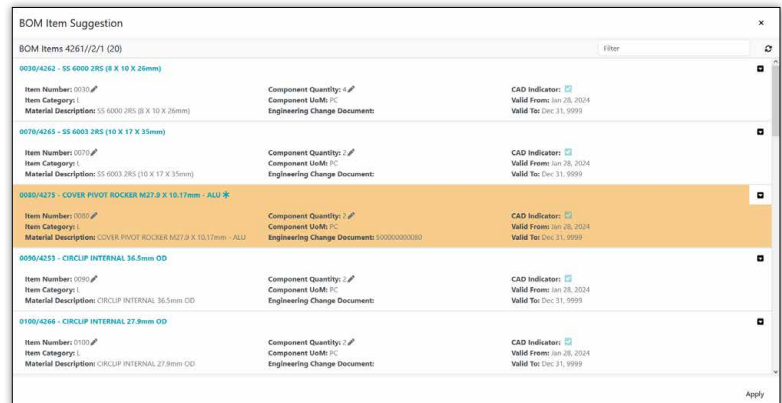 BOM Item Suggestion ×
BOM Items 4261//2/1 (20) Filter
0030/4262 - SS 6000 2RS (8 X 10 X 26mm)
Item Number: 0030 Component Quantity: 4 CAD Indicator:
Item Category: L Component UoM: PC Valid From: Jan 28, 2024
Material Description: SS 6000 2RS (8 X 10 X 26mm) Engineering Change Document: Valid To: Dec 31, 9999
0070/4265 - SS 6003 2RS (10 X 17 X 35mm)
Item Number: 0070 Component Quantity: 2 CAD Indicator:
Item Category: L Component UoM: PC Valid From: Jan 28, 2024
Material Description: SS 6003 2RS (10 X 17 X 35mm) Engineering Change Document: Valid To: Dec 31, 9999
0080/4275 - COVER PIVOT ROCKER M27.9 X 10.17mm - ALU *
Item Number: 0080 Component Quantity: 2 CAD Indicator:
Item Category: L Component UoM: PC Valid From: Jan 28, 2024
Material Description: COVER PIVOT ROCKER M27.9 X 10.17mm - ALU Engineering Change Document: 500000000080 Valid To: Dec 31, 9999
0090/4253 - CIRCLIP INTERNAL 36.5mm OD
Item Number: 0090 Component Quantity: 2 CAD Indicator:
Item Category: L Component UoM: PC Valid From: Jan 28, 2024
Material Description: CIRCLIP INTERNAL 36.5mm OD Engineering Change Document: Valid To: Dec 31, 9999
0100/4266 - CIRCLIP INTERNAL 27.9mm OD
Item Number: 0100 Component Quantity: 2 CAD Indicator:
Item Category: L Component UoM: PC Valid From: Jan 28, 2024
Material Description: CIRCLIP INTERNAL 27.9mm OD Engineering Change Document: Valid To: Dec 31, 9999
Apply